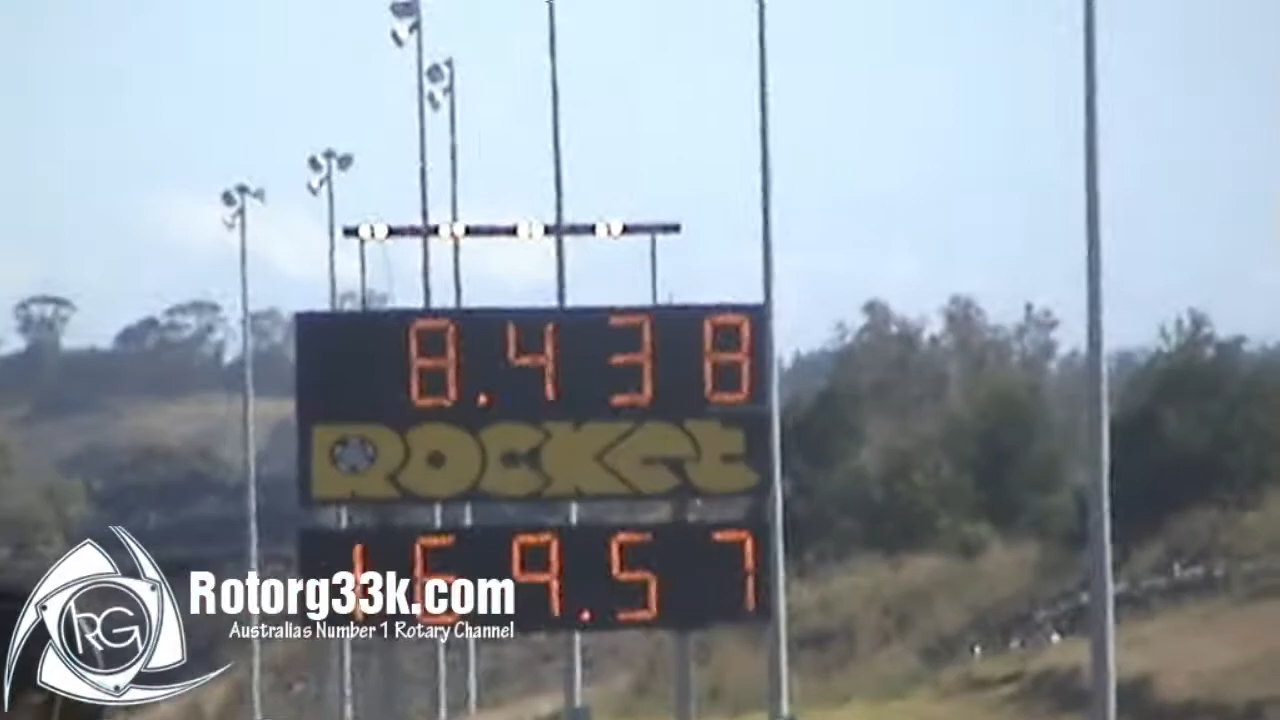 8.438
ROCKET
169.57
Rotorg33k.com
Australias Number 1 Rotary Channel
RG